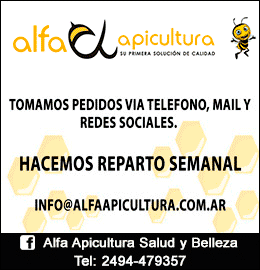 alfa apicultura
SU PRIMERA SOLUCIÓN DE CALIDAD
TOMAMOS PEDIDOS VIA TELEFONO, MAIL Y
REDES SOCIALES.
HACEMOS REPARTO SEMANAL
INFO@ALFAAPICULTURA.COM.AR
Alfa Apicultura Salud y Belleza
Tel: 2494-479357